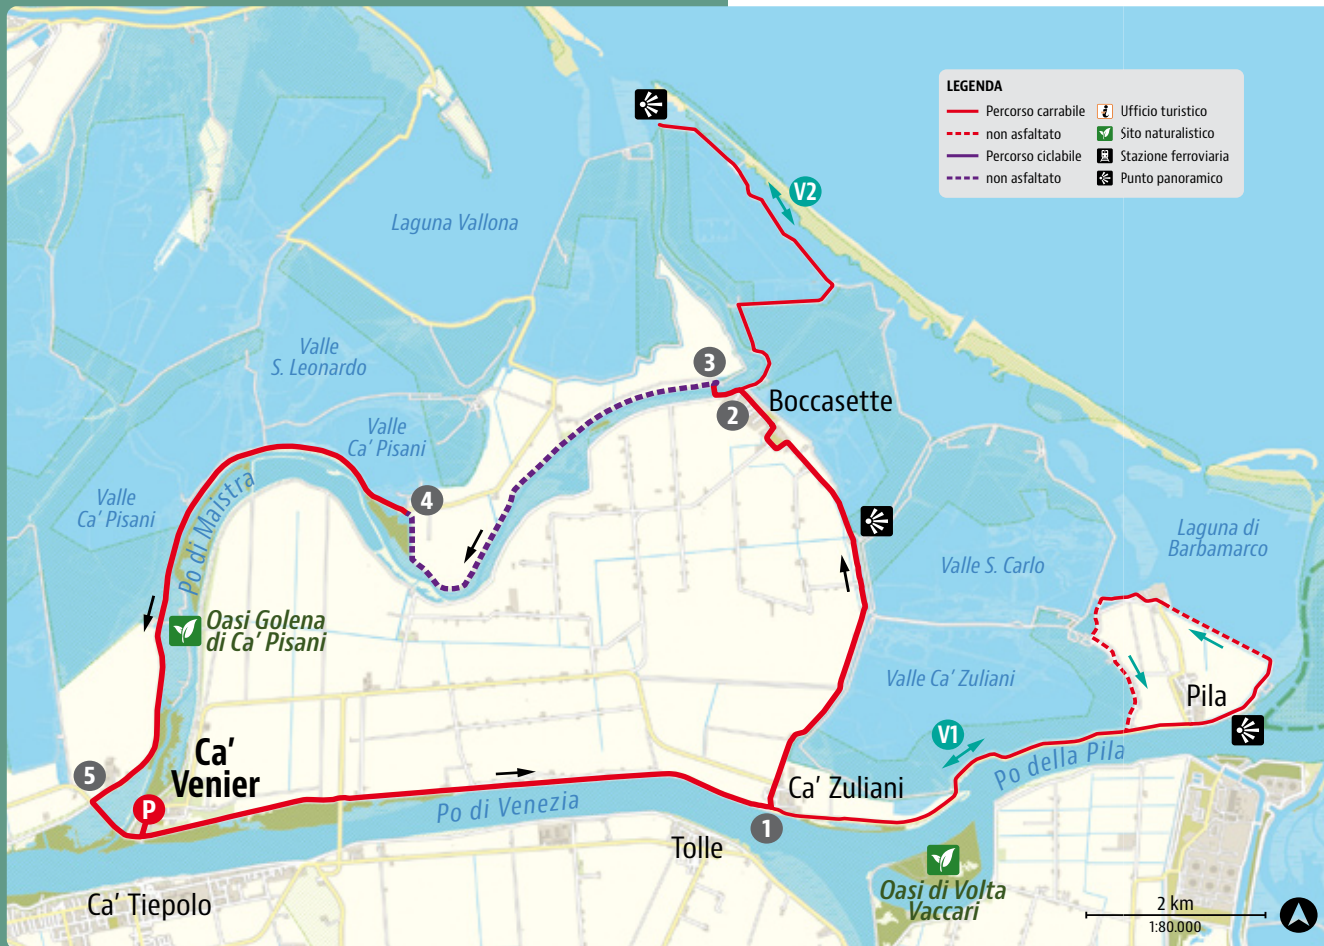 LEGENDA
Percorso carrabile
non asfaltato
Percorso ciclabile
non asfaltato
i Ufficio turistico
Sito naturalistico
Stazione ferroviaria
Punto panoramico
V2
Laguna Vallona
Valle
S. Leonardo
3
Valle
Ca' Pisani
2
Boccasette
Valle
Ca' Pisani
4
Po di Maistra
Laguna di
Barbamarco
Valle S. Carlo
Oasi Golena
di Ca' Pisani
Valle Ca' Zuliani
Pila
V1
Ca'
Venier
5
P
Po della Pila
Ca' Zuliani
Po di Venezia
1
Tolle
Oasi di Volta
Vaccari
Ca' Tiepolo
2 km
1:80.000